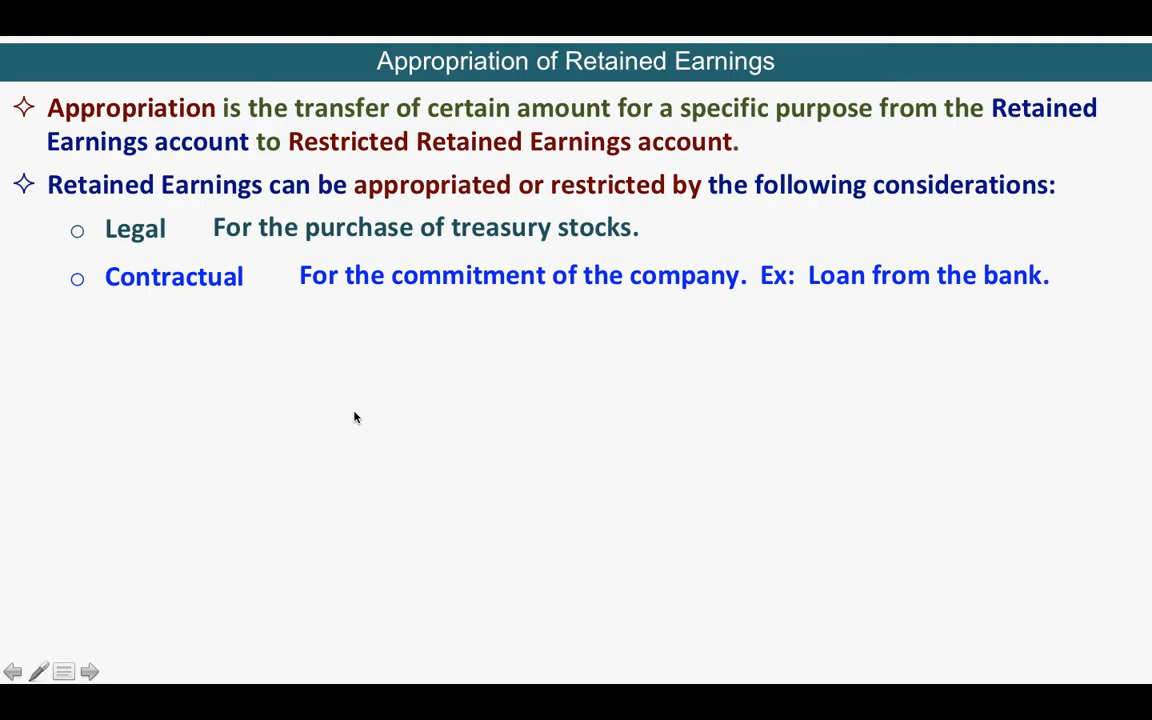 Appropriation of Retained Earnings
Appropriation is the transfer of certain amount for a specific purpose from the Retained
Earnings account to Restricted Retained Earnings account.
Retained Earnings can be appropriated or restricted by the following considerations:
Legal For the purchase of treasury stocks.
Contractual For the commitment of the company. Ex: Loan from the bank.